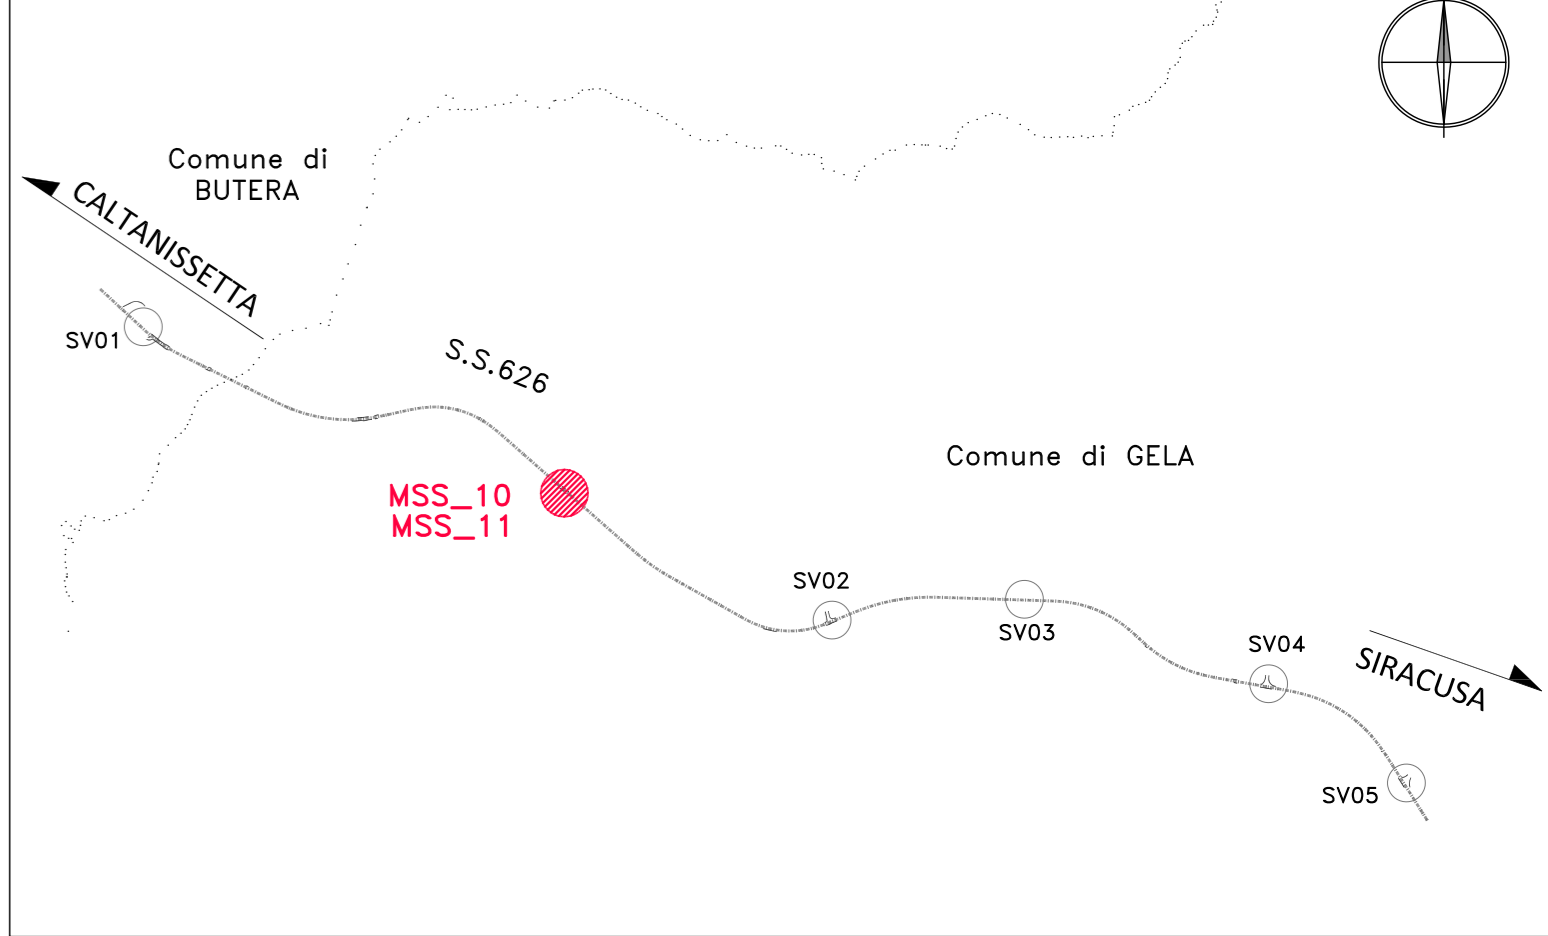 Comune di
BUTERA
CALTANISSETTA
SV01
S.S.626
Comune di GELA
MSS_10
MSS_11
SV02
SV03
SV04
SIRACUSA
SV05